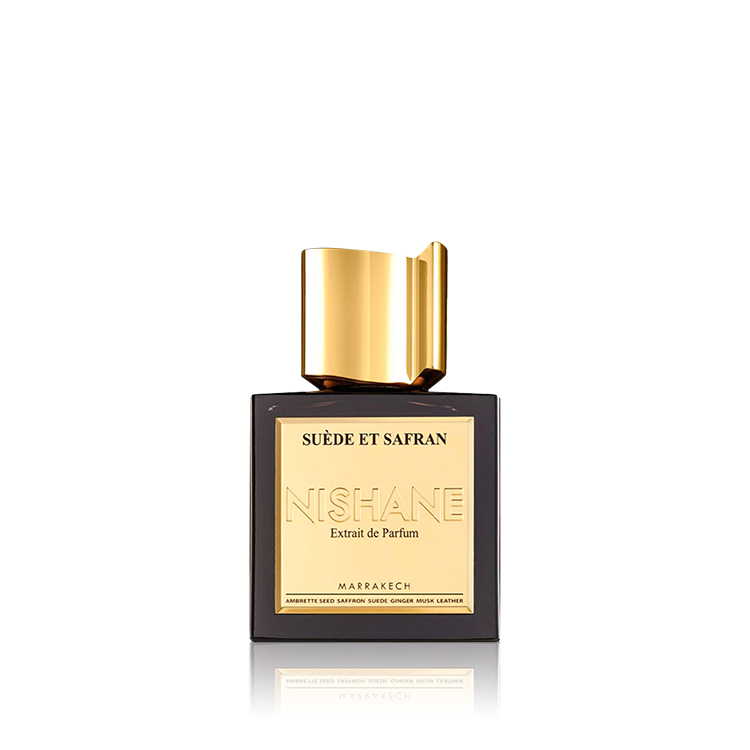 SUÈDE ET SAFRAN
NISHANE
Extrait de Parfum
MARRAKECH
AMBRETTE SEED SAFFRON SUEDE GINGER MUSK LEATHER